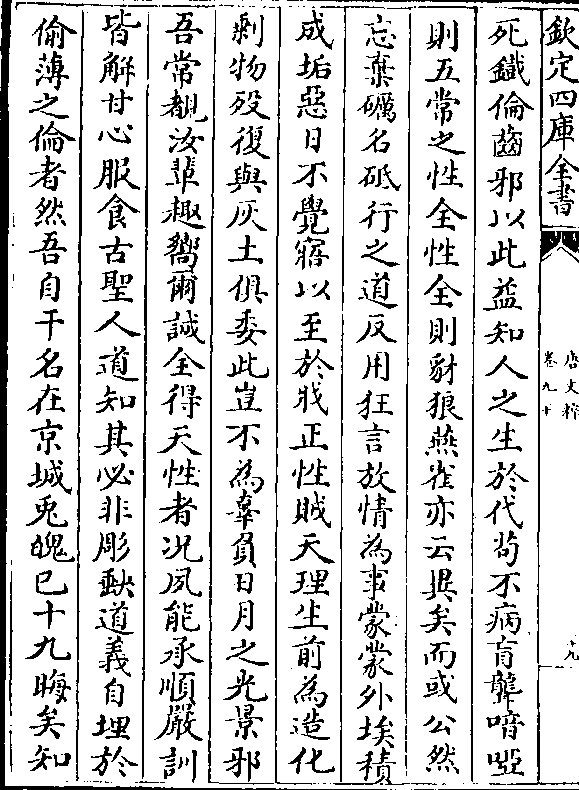 欽定四庫全書
唐文粹
卷九十
十九
死鐡倫齒邪以此益知人之生於代苟不病盲聾喑啞
則五常之性全性全則豺狼燕雀亦云異矣而或公然
忘棄礪名砥行之道反用狂言放情為事蒙蒙外埃積
成垢惡日不覺寤以至於戕正性賊天理生前為造化
剩物殁復與灰土俱委此豈不為辜負日月之光景邪
吾常覩汝輩趣嚮爾誠全得天性者况夙能承順嚴訓
皆解甘心服食古聖人道知其必非彫缺道義自埋於
偷薄之倫者然吾自干名在京城兎魄已十九晦矣知